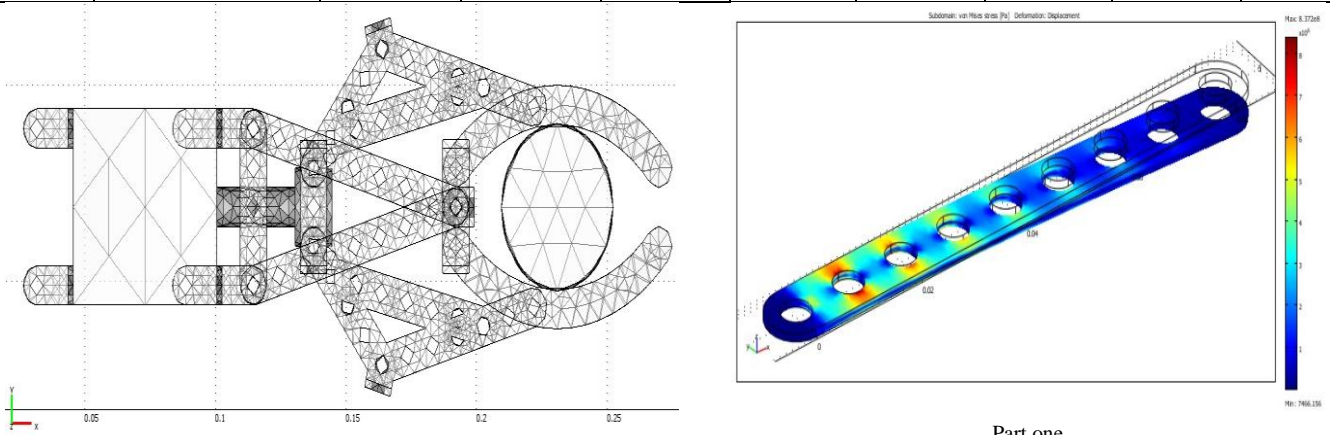 Subdomain: von Mises stress [Pa] Deformation: Displacement
Max: 8.372e8
x10⁸
8
7
6
5
4
3
2
1
Min: 7466.156
0
0.02
0.04
y
z
x
Y
Z
X
0.05
0.1
0.15
0.2
0.25
Part one